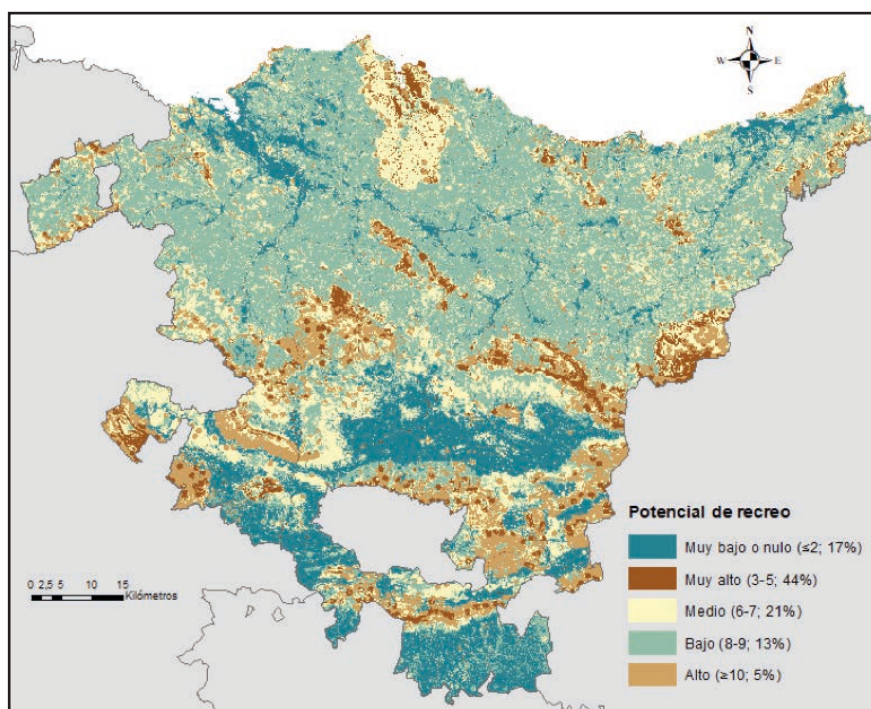 N
W E
S
Potencial de recreo
Muy bajo o nulo (≤2; 17%)
Muy alto (3-5; 44%)
Medio (6-7; 21%)
Bajo (8-9; 13%)
Alto (≥10; 5%)
0 2,5 5 10 15
Kilómetros